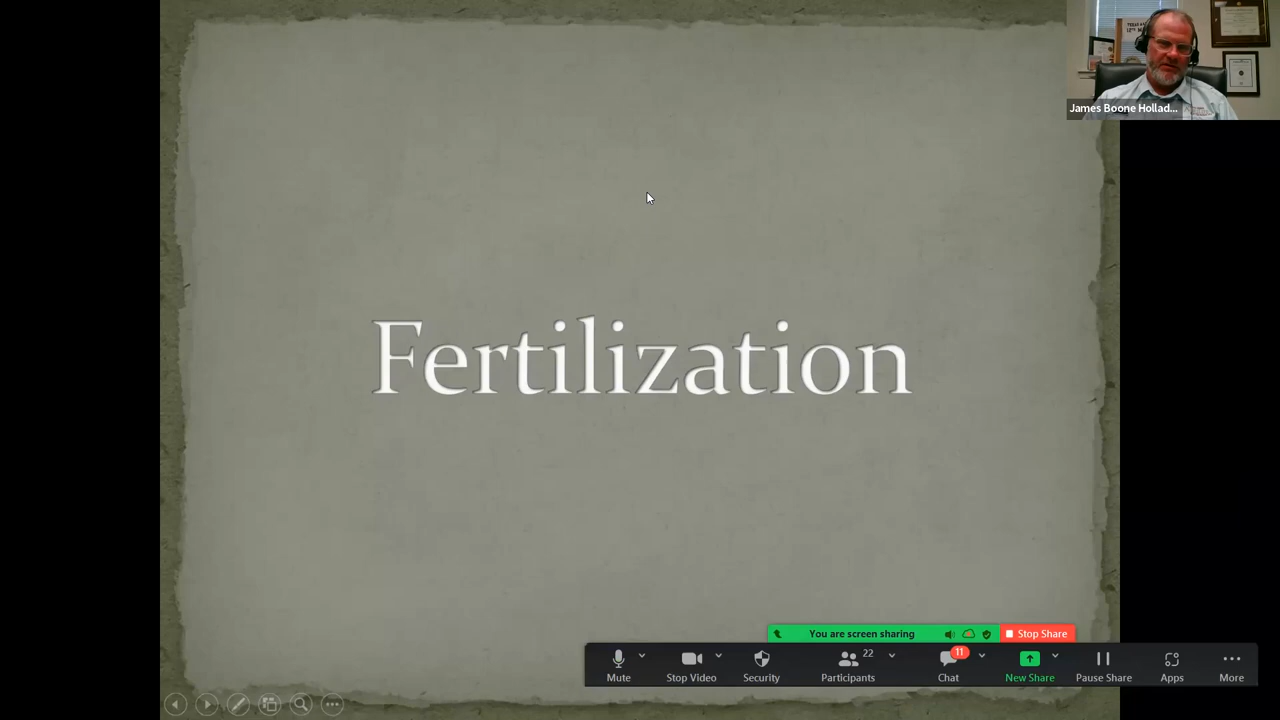 James Boone Hollad...
Fertilization
You are screen sharing
Stop Share
22
11
Mute
Stop Video
Security
Participants
Chat
New Share
Pause Share
Apps
More